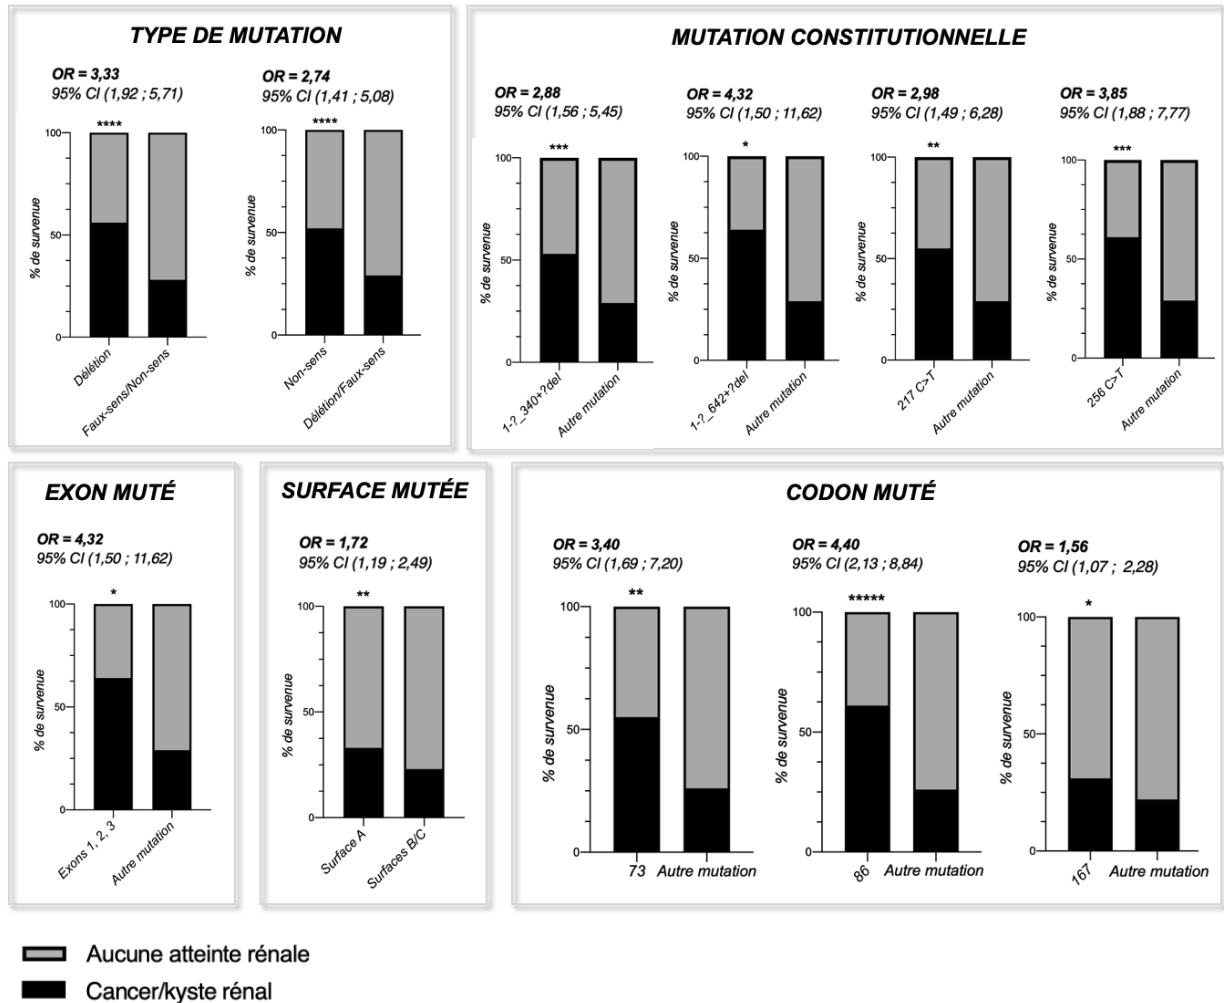 TYPE DE MUTATION
OR = 3,33
95% CI (1,92 ; 5,71)
OR = 2,74
95% CI (1,41 ; 5,08)
****
100
50
0
% de survenue
Délétion
Faux-sens/Non-sens
****
100
50
0
% de survenue
Non-sens
Délétion/Faux-sens
MUTATION CONSTITUTIONNELLE
OR = 2,88
95% CI (1,56 ; 5,45)
OR = 4,32
95% CI (1,50 ; 11,62)
OR = 2,98
95% CI (1,49 ; 6,28)
OR = 3,85
95% CI (1,88 ; 7,77)
***
100
50
0
% de survenue
1-?_340+?del
Autre mutation
*
100
50
0
% de survenue
1-?_642+?del
Autre mutation
**
100
50
0
% de survenue
217 C>T
Autre mutation
***
100
50
0
% de survenue
256 C>T
Autre mutation
EXON MUTÉ
OR = 4,32
95% CI (1,50 ; 11,62)
*
100
50
0
% de survenue
Exons 1, 2, 3
Autre mutation
SURFACE MUTÉE
OR = 1,72
95% CI (1,19 ; 2,49)
**
100
50
0
% de survenue
Surface A
Surfaces B/C
CODON MUTÉ
OR = 3,40
95% CI (1,69 ; 7,20)
OR = 4,40
95% CI (2,13 ; 8,84)
OR = 1,56
95% CI (1,07 ; 2,28)
**
100
50
0
% de survenue
73
Autre mutation
*****
100
50
0
% de survenue
86
Autre mutation
*
100
50
0
% de survenue
167
Autre mutation
Aucune atteinte rénale
Cancer/kyste rénal